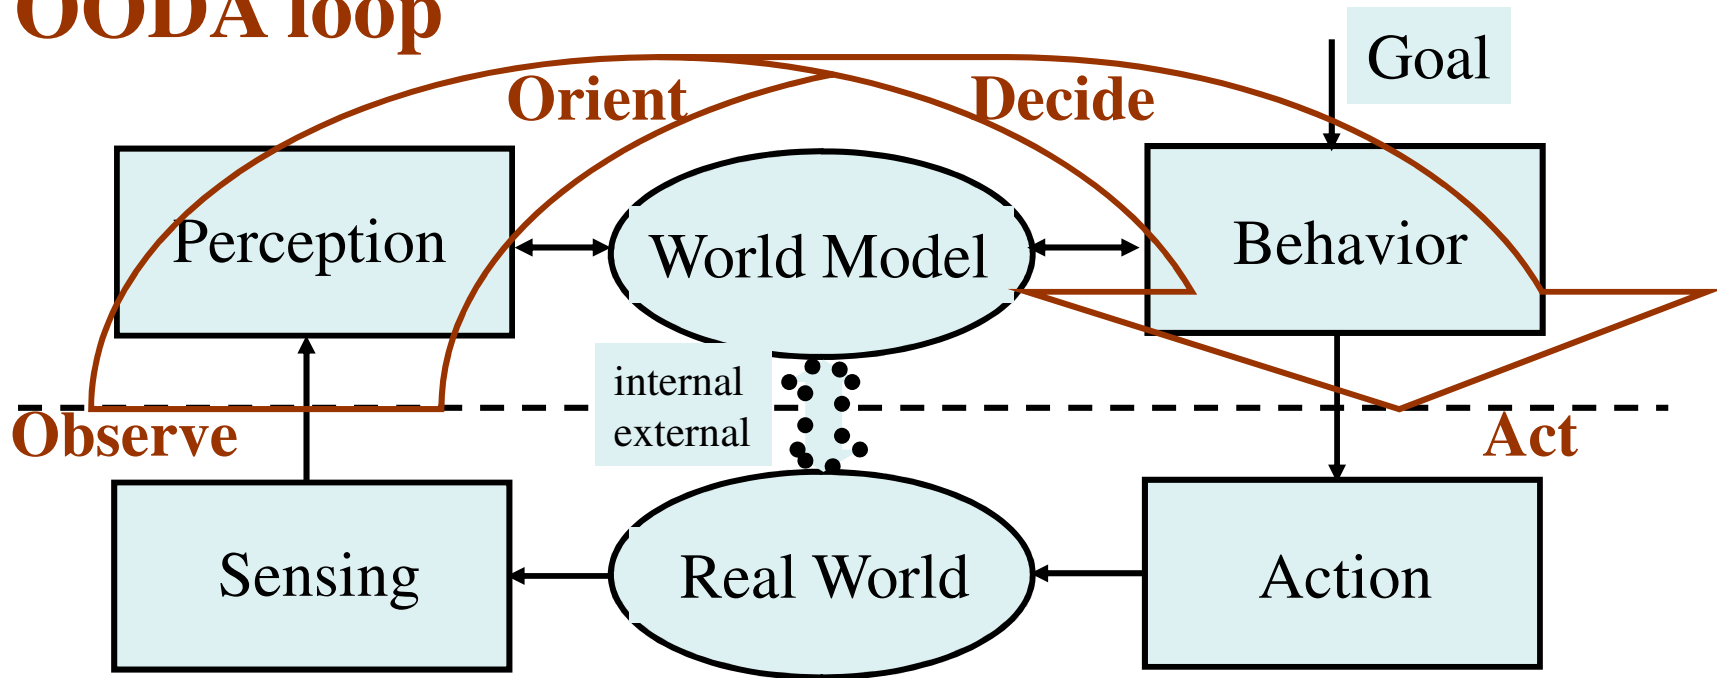 OODA loop
Goal
Orient
Decide
Perception
World Model
Behavior
internal
external
Observe
Act
Sensing
Real World
Action